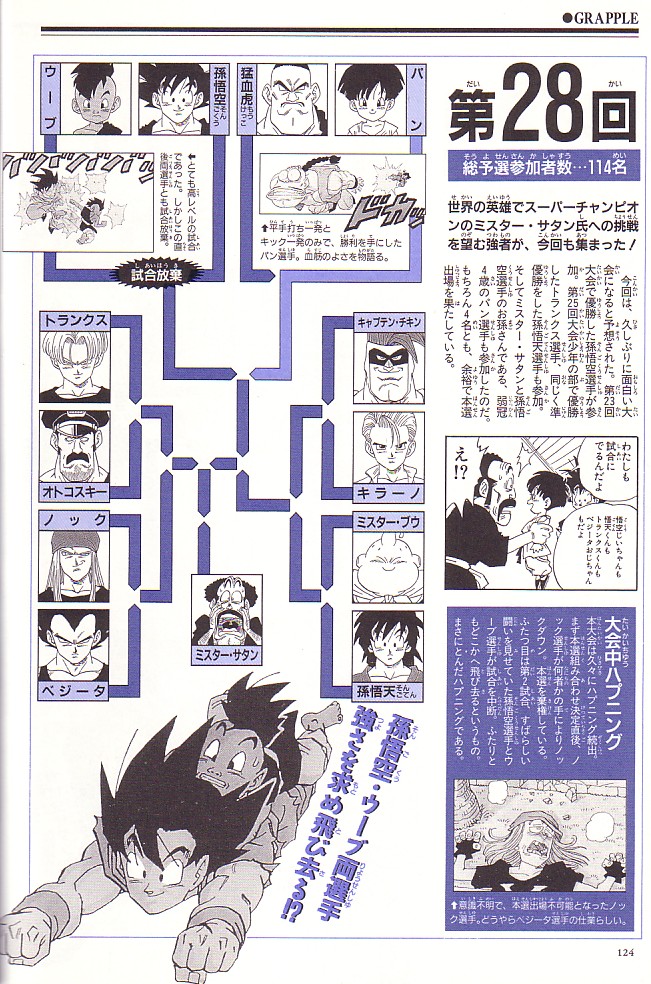 ●GRAPPLE
第28回
総予選参加者数…114名
世界の英雄でスーパーチャンピオ
ンのミスター・サタン氏への挑戦
を望む強者が、今回も集まった！
今回は、久しぶりに面白い大
会になると予想された。第23回
大会で優勝した孫悟空選手が参
加。第25回大会少年の部で優勝
したトランクス選手、同じく準
優勝をした孫悟天選手も参加。
そしてミスター・サタンと孫悟
空選手のお孫さんである、弱冠
4歳のパン選手も参加したのだ。
もちろん4名とも、余裕で本選
出場を果たしている。
わたしも
試合に
でるんだよ
悟空じいちゃんも
悟天くんも
トランクスくんも
ベジータおじちゃん
もだよ
え!?
大会中ハプニング
本大会は久々にハプニング続出。
まず本選組み合わせ決定直後、ノ
ック選手が何者かの手によりノッ
クダウン。本選を棄権している。
ふたつ目は第2試合。すばらしい
闘いを見せていた孫悟空選手とウ
ーブ選手が試合を中断。ふたりと
もどこかへ飛び去るというもの。
まさにとんだハプニングである。
⬆意識不明で、本選出場不可能となったノッ
ク選手。どうやらベジータ選手の仕業らしい。
パン
猛血虎
孫悟空
ウーブ
⬆平手打ち一発と
キック一発のみで、勝利を手にした
パン選手。血筋のよさを物語る。
ドカッ
⬅とても高レベルの試合
であった。しかしこの直
後両選手とも試合放棄。
試合放棄
トランクス
キャプテン・チキン
オトコスキー
キラーノ
ノック
ミスター・ブウ
ベジータ
孫悟天
ミスター・サタン
孫悟空・ウーブ両選手
強さを求め飛び去る!?
124